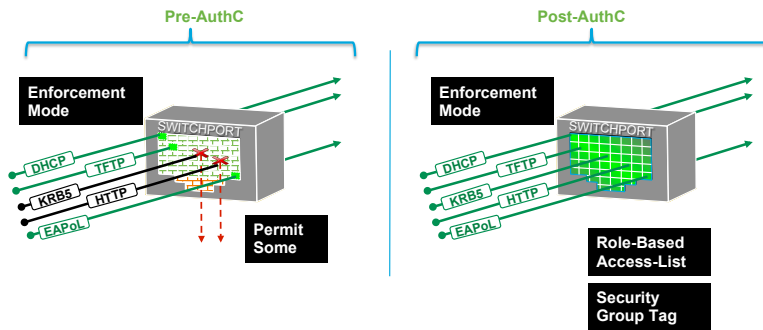 Pre-AuthC
Enforcement
Mode
SWITCHPORT
DHCP
TFTP
KRB5
HTTP
EAPoL
Permit
Some
Post-AuthC
Enforcement
Mode
SWITCHPORT
DHCP
TFTP
KRB5
HTTP
EAPoL
Role-Based
Access-List
Security
Group Tag